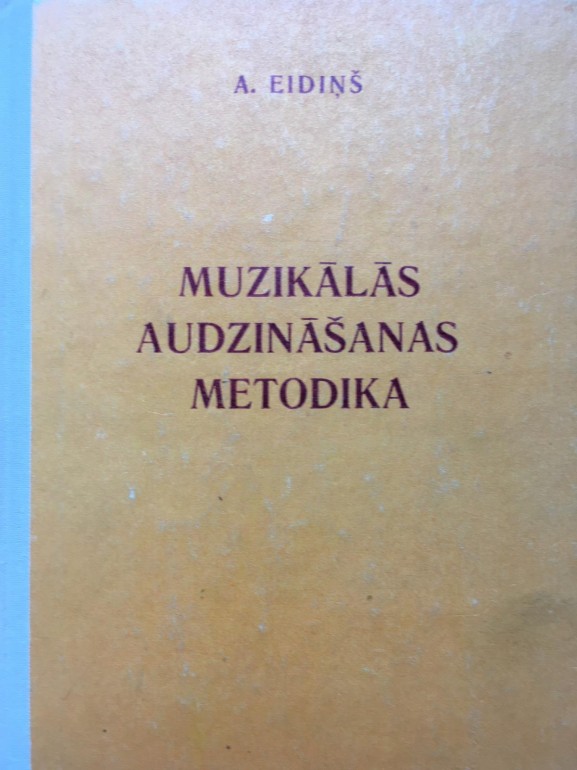 A. EIDIŅŠ
MUZIKĀLĀS
AUDZINĀŠANAS
METODIKA